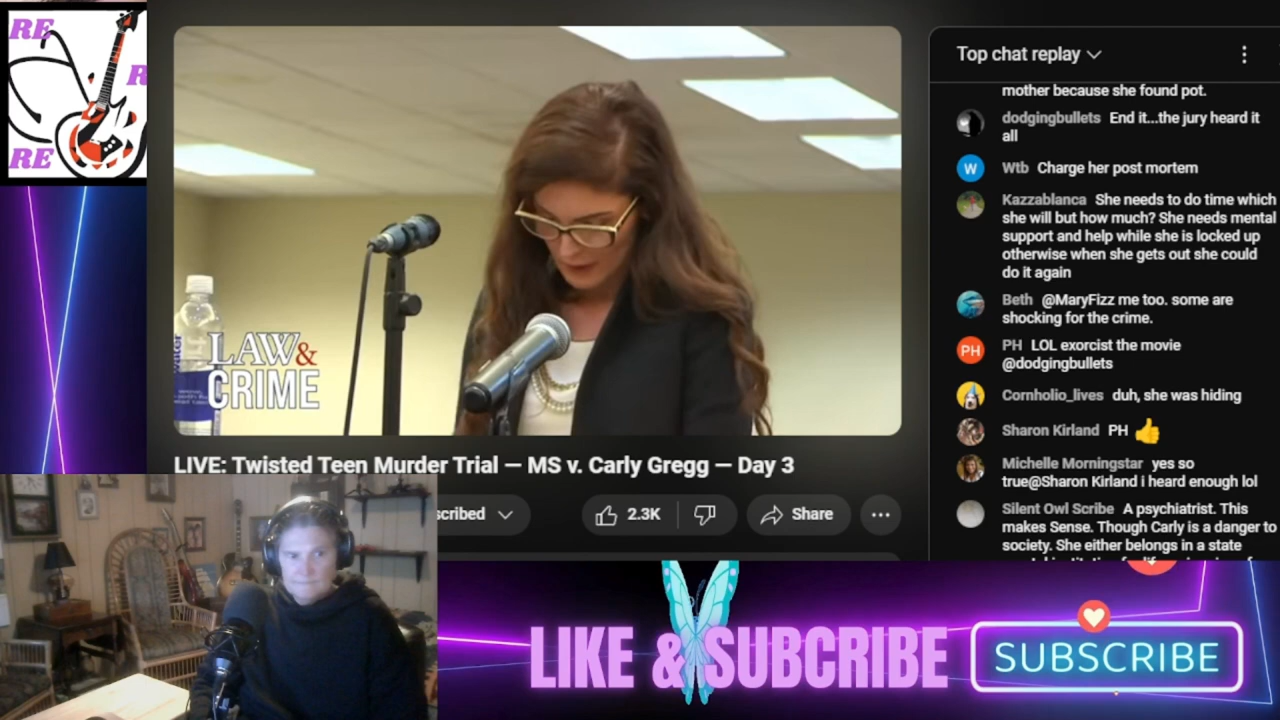 RE
R
RE
Top chat replay
mother because she found pot.
dodgingbullets End it...the jury heard it
all
W
Wtb Charge her post mortem
Kazzablanca She needs to do time which
she will but how much? She needs mental
support and help while she is locked up
otherwise when she gets out she could
do it again
Beth @MaryFizz me too. some are
shocking for the crime.
PH
PH LOL exorcist the movie
@dodgingbullets
Cornholio_lives duh, she was hiding
Sharon Kirland PH 👍
Michelle Morningstar yes so
true@Sharon Kirland i heard enough lol
Silent Owl Scribe A psychiatrist. This
makes Sense. Though Carly is a danger to
society. She either belongs in a state
water
LAW&
CRIME
LIVE: Twisted Teen Murder Trial — MS v. Carly Gregg — Day 3
scribed
2.3K
Share
LIKE & SUBCRIBE
SUBSCRIBE